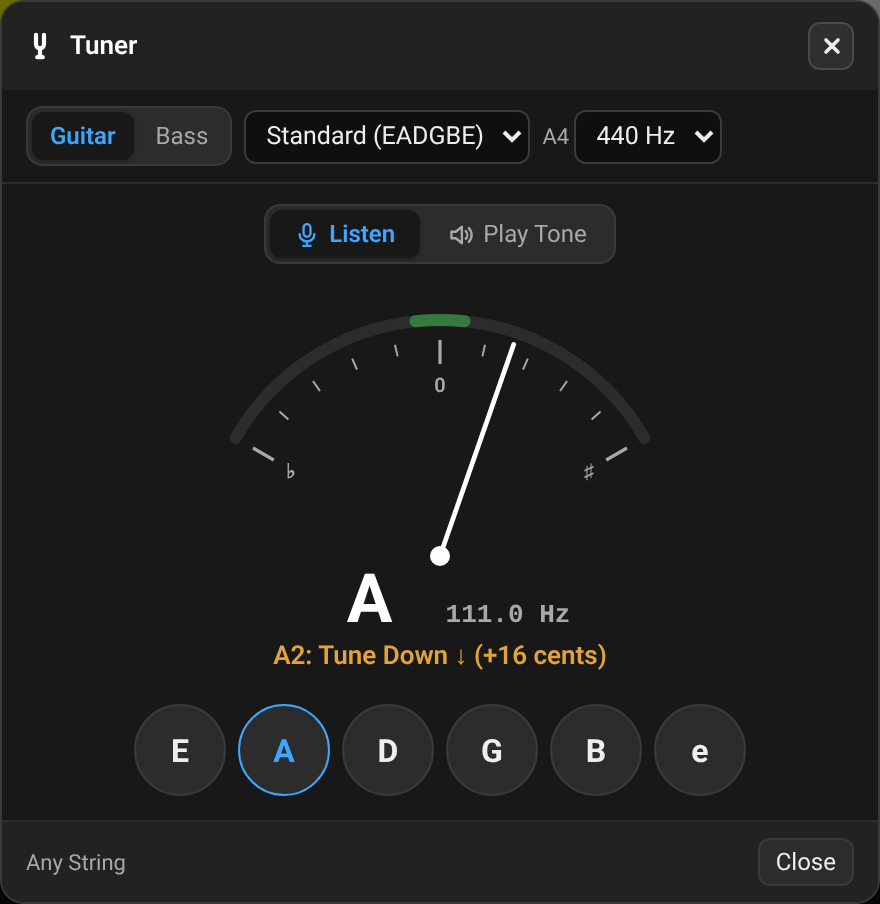 Tuner
Guitar Bass Standard (EADGBE) A4 440 Hz
Listen Play Tone
0
♭ ♯
A 111.0 Hz
A2: Tune Down ↓ (+16 cents)
E A D G B e
Any String Close